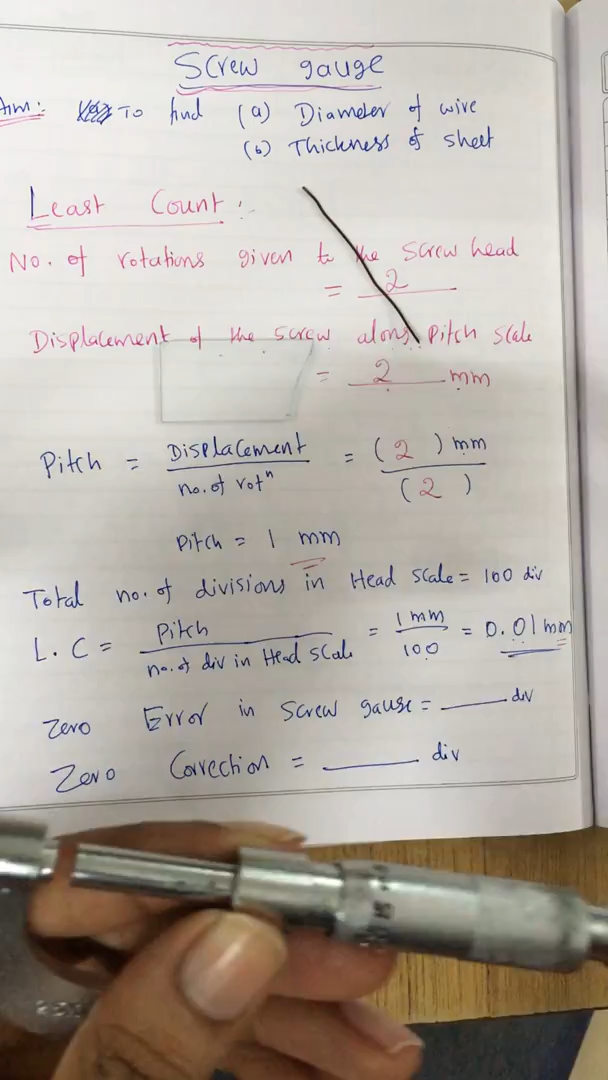 Screw gauge
Aim: To find (a) Diameter of wire
(b) Thickness of sheet
Least Count :-
No. of rotations given to the screw head
= 2
Displacement of the screw along Pitch scale
= 2 mm
Pitch = Displacement / no. of rotⁿ = (2) mm / (2)
Pitch = 1 mm
Total no. of divisions in Head scale = 100 div
L.C = Pitch / no. of div in Head scale = 1 mm / 100 = 0.01 mm
Zero Error in screw gauge = ____ div
Zero Correction = ____ div